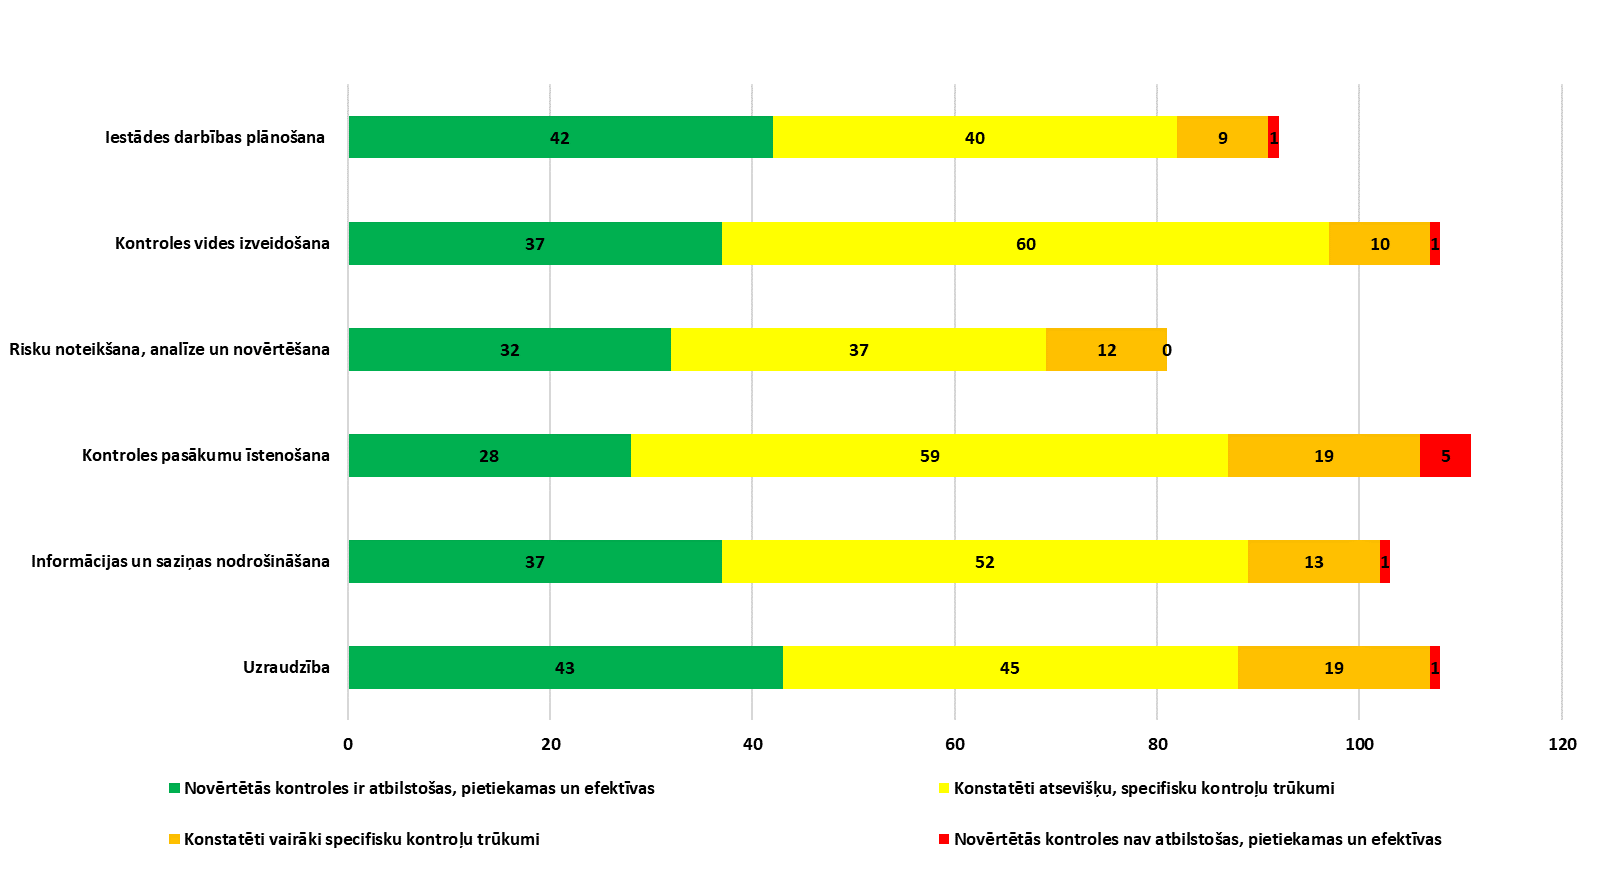 Iestādes darbības plānošana
42 40 9 1
Kontroles vides izveidošana
37 60 10 1
Risku noteikšana, analīze un novērtēšana
32 37 12 0
Kontroles pasākumu īstenošana
28 59 19 5
Informācijas un saziņas nodrošināšana
37 52 13 1
Uzraudzība
43 45 19 1
0 20 40 60 80 100 120
Novērtētās kontroles ir atbilstošas, pietiekamas un efektīvas
Konstatēti atsevišķu, specifisku kontroļu trūkumi
Konstatēti vairāki specifisku kontroļu trūkumi
Novērtētās kontroles nav atbilstošas, pietiekamas un efektīvas